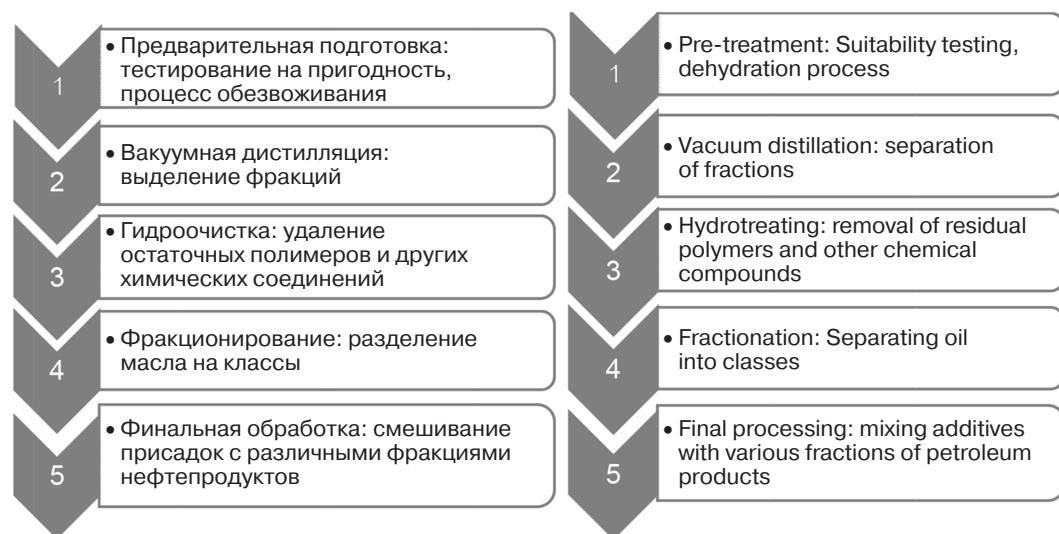 1
• Предварительная подготовка:
тестирование на пригодность,
процесс обезвоживания
2
• Вакуумная дистилляция:
выделение фракций
3
• Гидроочистка: удаление
остаточных полимеров и других
химических соединений
4
• Фракционирование: разделение
масла на классы
5
• Финальная обработка: смешивание
присадок с различными фракциями
нефтепродуктов
1
• Pre-treatment: Suitability testing,
dehydration process
2
• Vacuum distillation: separation
of fractions
3
• Hydrotreating: removal of residual
polymers and other chemical
compounds
4
• Fractionation: Separating oil
into classes
5
• Final processing: mixing additives
with various fractions of petroleum
products